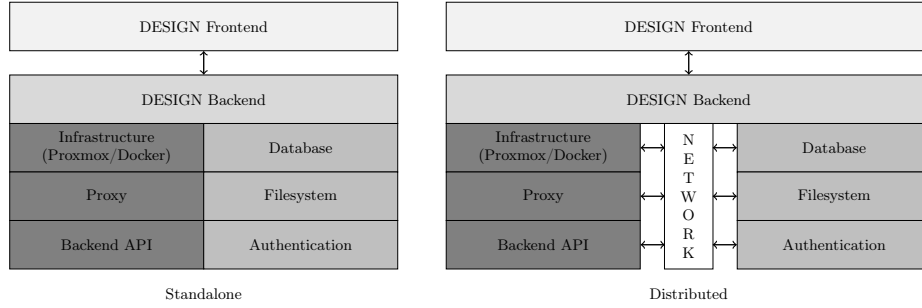 DESIGN Frontend
DESIGN Backend
Infrastructure
(Proxmox/Docker)
Database
Proxy
Filesystem
Backend API
Authentication
Standalone
DESIGN Frontend
DESIGN Backend
Infrastructure
(Proxmox/Docker)
N
E
T
W
O
R
K
Database
Proxy
Filesystem
Backend API
Authentication
Distributed